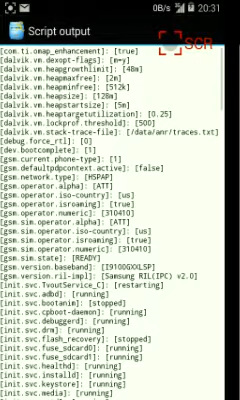 0B/s 20:31
Script output
SCR
[com.ti.omap_enhancement]: [true]
[dalvik.vm.dexopt-flags]: [m=y]
[dalvik.vm.heapgrowthlimit]: [48m]
[dalvik.vm.heapmaxfree]: [2m]
[dalvik.vm.heapminfree]: [512k]
[dalvik.vm.heapsize]: [128m]
[dalvik.vm.heapstartsize]: [5m]
[dalvik.vm.heaptargetutilization]: [0.25]
[dalvik.vm.lockprof.threshold]: [500]
[dalvik.vm.stack-trace-file]: [/data/anr/traces.txt]
[debug.force_rtl]: [0]
[dev.bootcomplete]: [1]
[gsm.current.phone-type]: [1]
[gsm.defaultpdpcontext.active]: [false]
[gsm.network.type]: [HSPAP]
[gsm.operator.alpha]: [ATT]
[gsm.operator.iso-country]: [us]
[gsm.operator.isroaming]: [true]
[gsm.operator.numeric]: [310410]
[gsm.sim.operator.alpha]: [ATT]
[gsm.sim.operator.iso-country]: [us]
[gsm.sim.operator.isroaming]: [true]
[gsm.sim.operator.numeric]: [310410]
[gsm.sim.state]: [READY]
[gsm.version.baseband]: [I9100GXXLSP]
[gsm.version.ril-impl]: [Samsung RIL(IPC) v2.0]
[init.svc.TvoutService_C]: [restarting]
[init.svc.adbd]: [running]
[init.svc.bootanim]: [stopped]
[init.svc.cpboot-daemon]: [running]
[init.svc.debuggerd]: [running]
[init.svc.drm]: [running]
[init.svc.flash_recovery]: [stopped]
[init.svc.fuse_sdcard0]: [running]
[init.svc.fuse_sdcard1]: [running]
[init.svc.healthd]: [running]
[init.svc.installd]: [running]
[init.svc.keystore]: [running]
[init.svc.media]: [running]